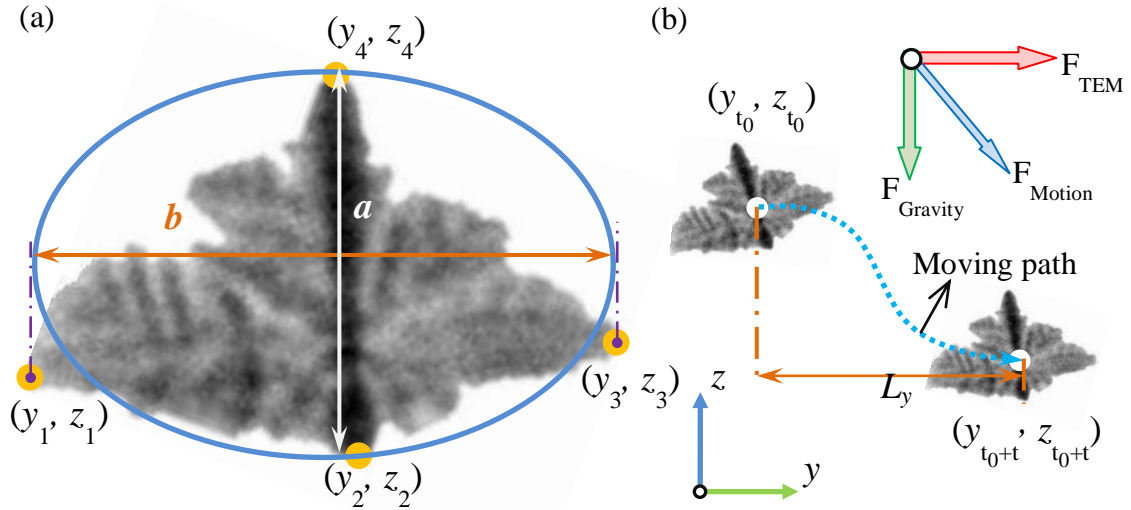 (a)
(y4, z4)
b
a
(y1, z1)
(y2, z2)
(y3, z3)
(b)
(yt0, zt0)
FTEM
FGravity
FMotion
Moving path
Ly
z
y
(yt0+t, zt0+t)